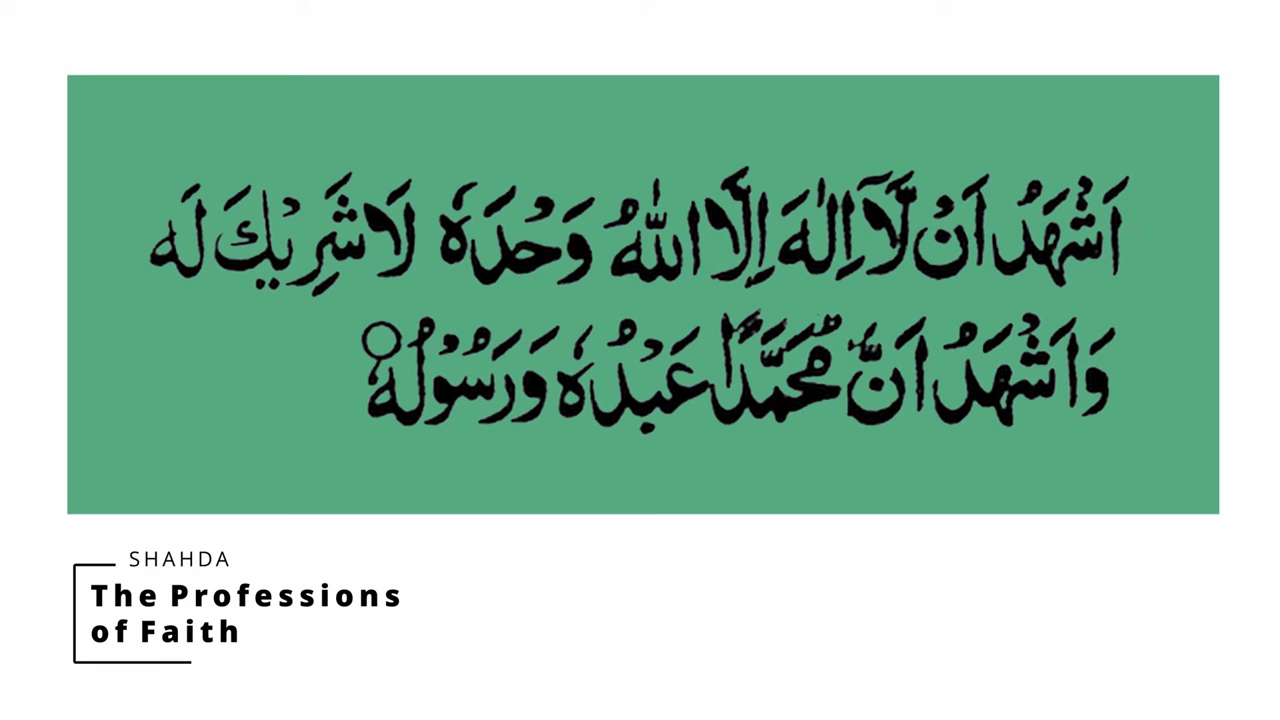 اَشْهَدُ اَنْ لَّآ اِلٰهَ اِلَّا اللّٰهُ وَحْدَهٗ لَا شَرِيْكَ لَه
وَاَشْهَدُ اَنَّ مُحَمَّدًا عَبْدُهٗ وَرَسُوْلُهٗ
SHAHDA
The Professions
of Faith